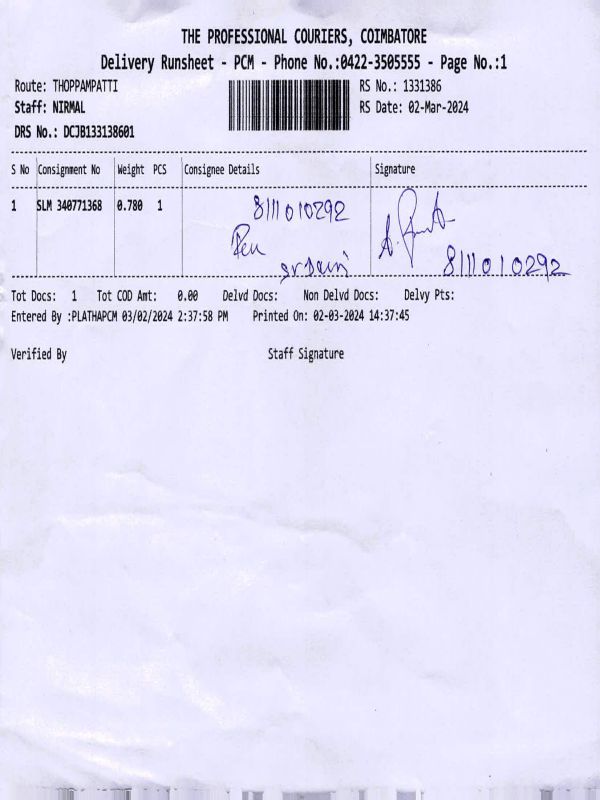 THE PROFESSIONAL COURIERS, COIMBATORE
Delivery Runsheet - PCM - Phone No.:0422-3505555 - Page No.:1
Route: THOPPAMPATTI RS No.: 1331386
Staff: NIRMAL RS Date: 02-Mar-2024
DRS No.: DCJB133138601
S No Consignment No Weight PCS Consignee Details Signature
1 SLM 340771368 0.780 1 8111010292
8111010292
Tot Docs: 1 Tot COD Amt: 0.00 Delvd Docs: Non Delvd Docs: Delvy Pts:
Entered By :PLATHAPCM 03/02/2024 2:37:58 PM Printed On: 02-03-2024 14:37:45
Verified By Staff Signature